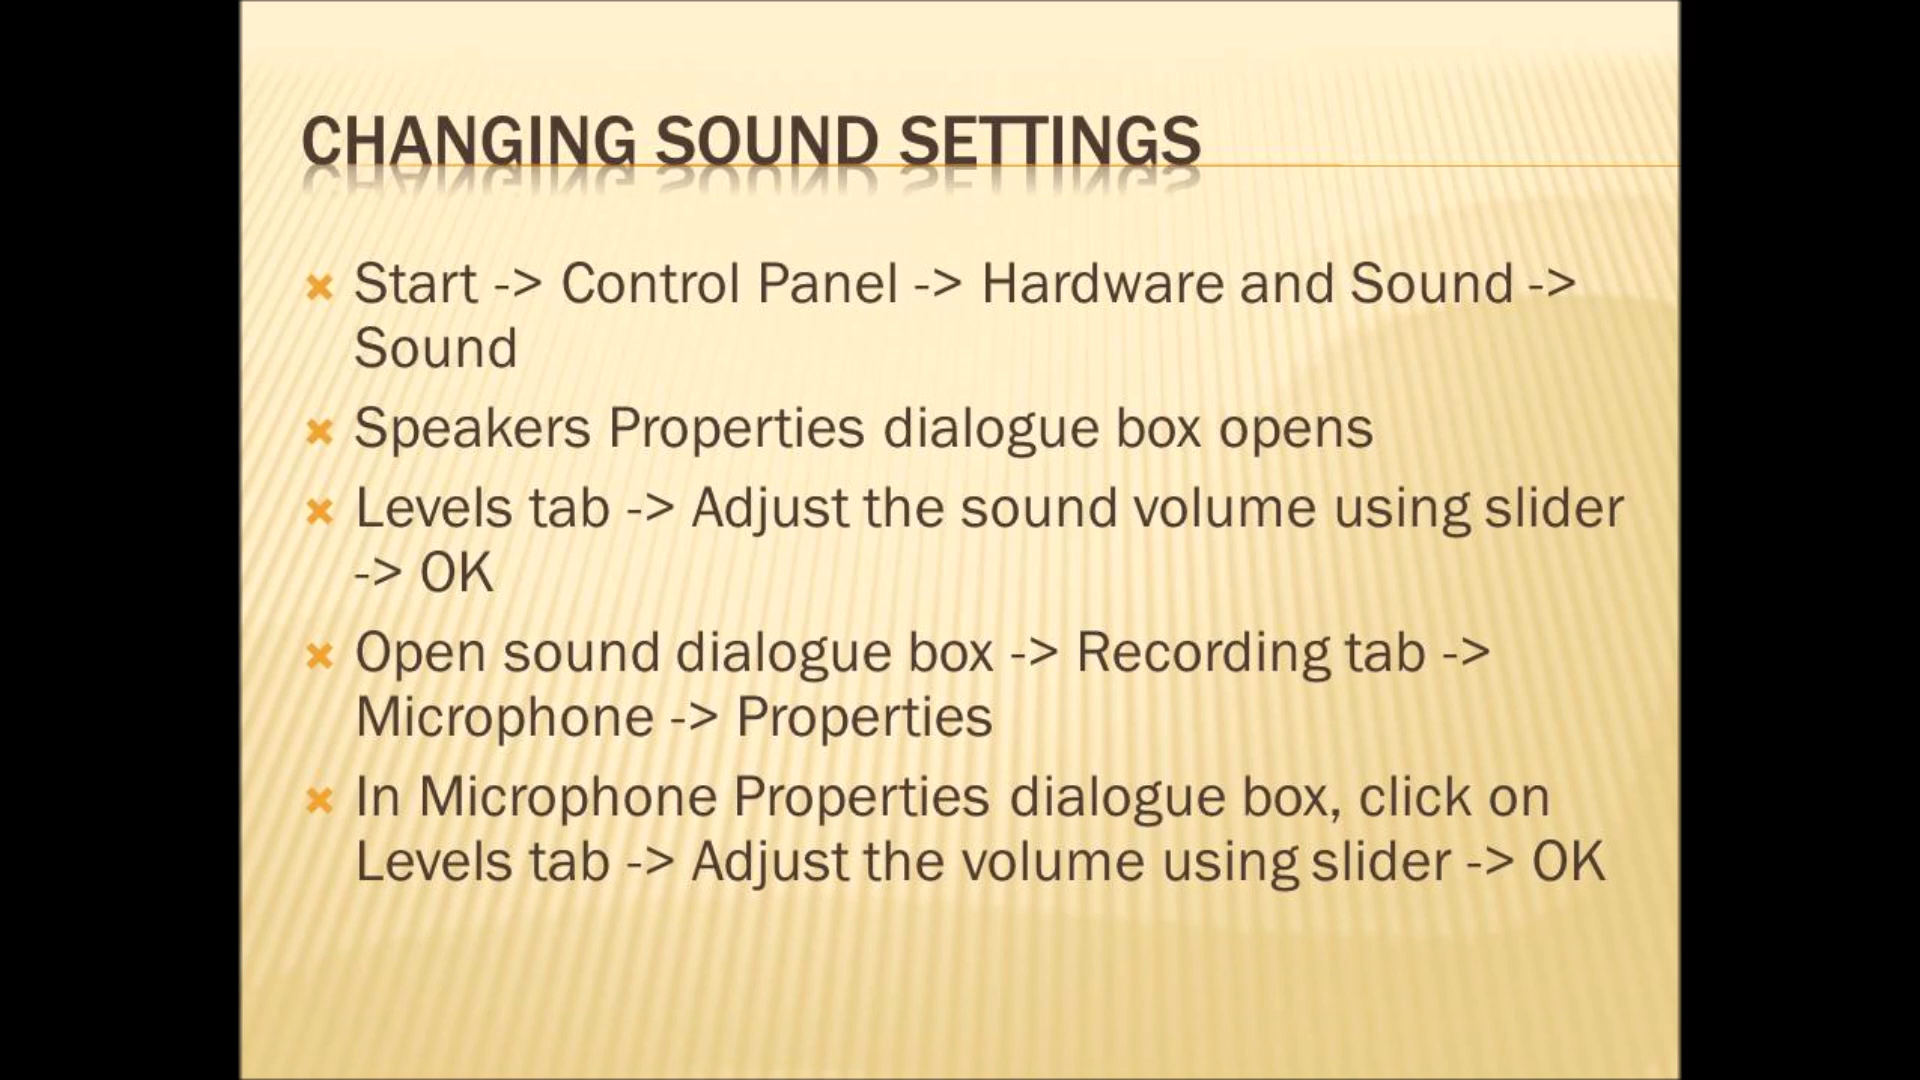 CHANGING SOUND SETTINGS
Start -> Control Panel -> Hardware and Sound ->
Sound
Speakers Properties dialogue box opens
Levels tab -> Adjust the sound volume using slider
-> OK
Open sound dialogue box -> Recording tab ->
Microphone -> Properties
In Microphone Properties dialogue box, click on
Levels tab -> Adjust the volume using slider -> OK